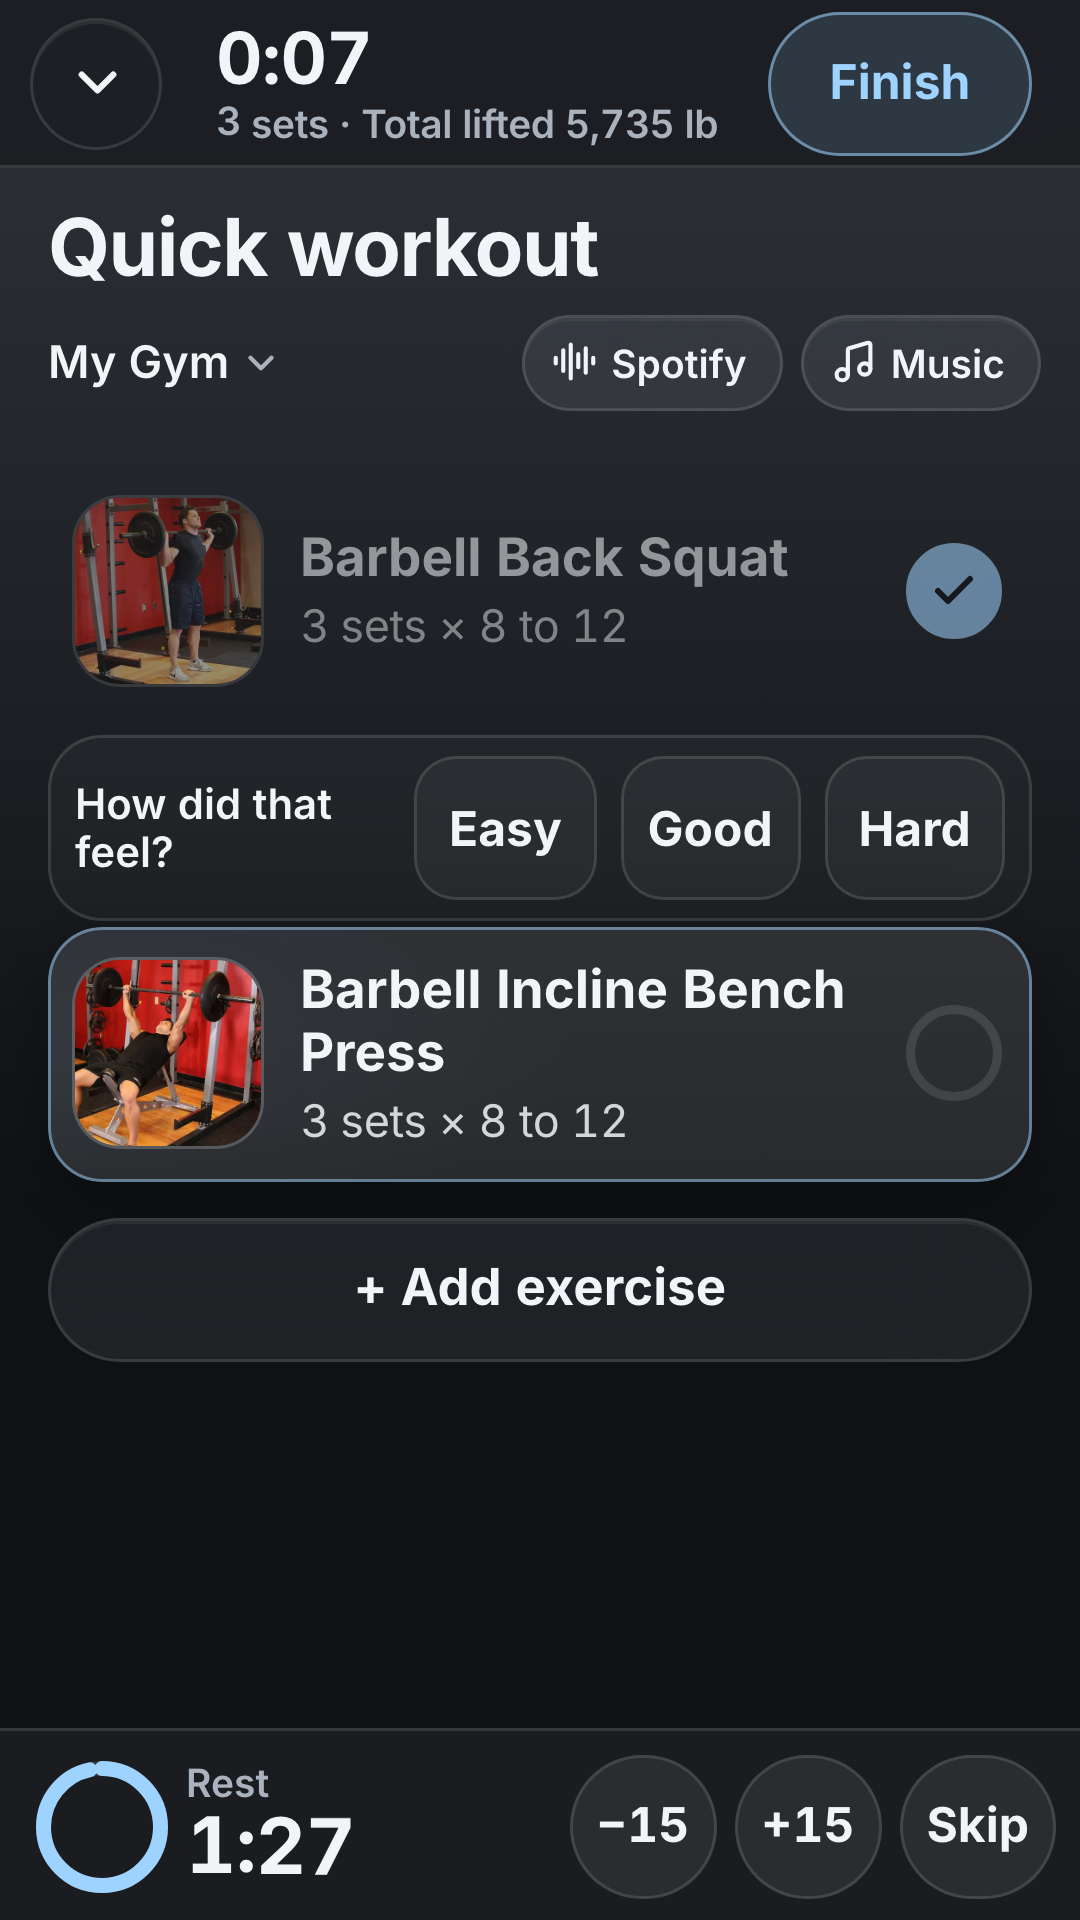 0:07
3 sets · Total lifted 5,735 lb
Finish
Quick workout
My Gym
Spotify
Music
Barbell Back Squat
3 sets × 8 to 12
How did that
feel?
Easy
Good
Hard
Barbell Incline Bench
Press
3 sets × 8 to 12
+ Add exercise
Rest
1:27
−15
+15
Skip